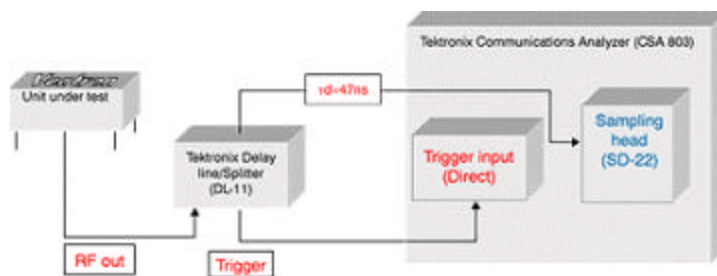 Tektronix Communications Analyzer (CSA 803)
Vectron
Unit under test
τd=47ns
Tektronix Delay
line/Splitter
(DL-11)
Trigger input
(Direct)
Sampling
head
(SD-22)
RF out
Trigger